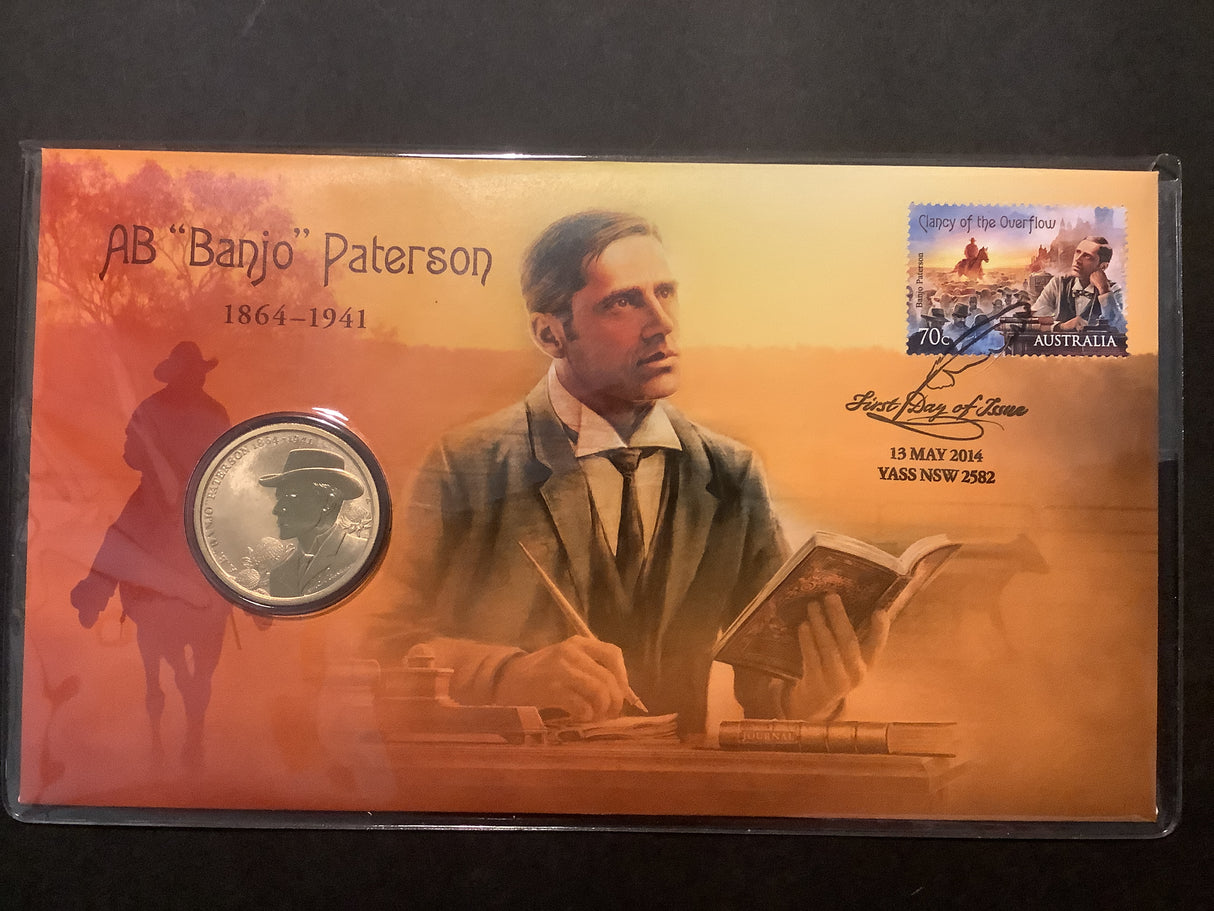 AB "Banjo" Paterson
1864–1941
A.B. 'BANJO' PATERSON 1864-1941
Clancy of the Overflow
Banjo Paterson
70c
AUSTRALIA
First Day of Issue
13 MAY 2014
YASS NSW 2582
JOURNAL